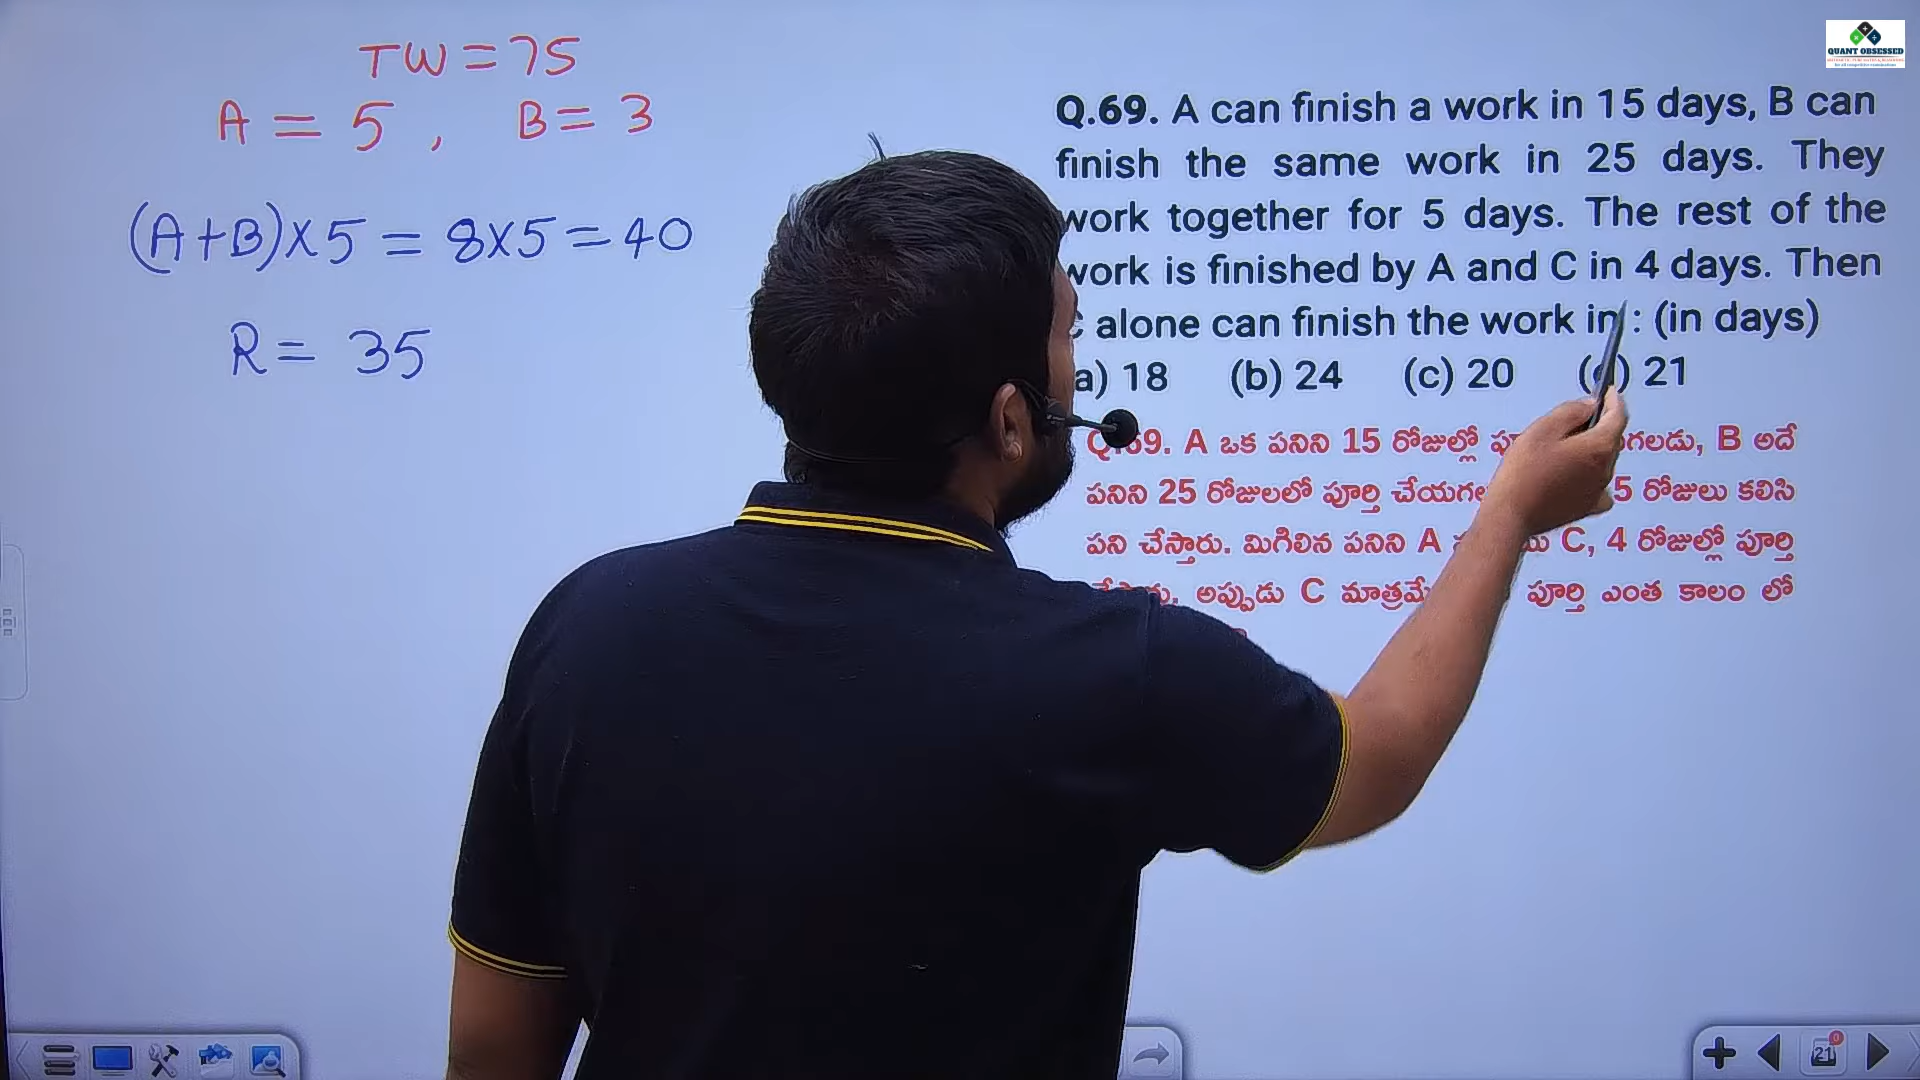 TW = 75
A = 5 , B = 3
(A+B)×5 = 8×5 = 40
R = 35
QUANT OBSESSED
Q.69. A can finish a work in 15 days, B can
finish the same work in 25 days. They
work together for 5 days. The rest of the
work is finished by A and C in 4 days. Then
alone can finish the work in : (in days)
a) 18 (b) 24 (c) 20 (d) 21
Q.69. A ఒక పనిని 15 రోజుల్లో B అదే
పనిని 25 రోజులలో పూర్తి 5 రోజులు కలిసి
పని చేస్తారు. మిగిలిన పనిని A C, 4 రోజుల్లో పూర్తి
అప్పుడు C మాత్రమే పూర్తి ఎంత కాలం లో
21
0